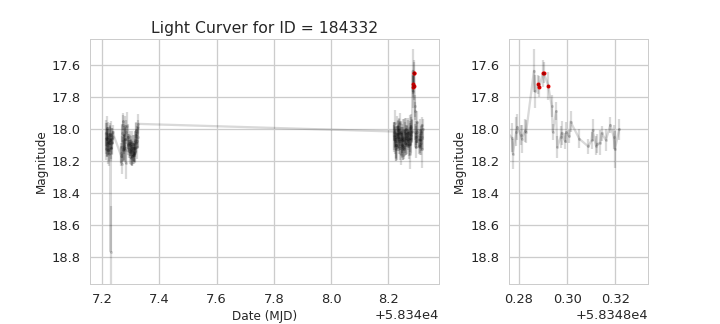 Light Curver for ID = 184332
Magnitude
17.6
17.8
18.0
18.2
18.4
18.6
18.8
7.2 7.4 7.6 7.8 8.0 8.2
Date (MJD)
+5.834e4
Magnitude
17.6
17.8
18.0
18.2
18.4
18.6
18.8
0.28 0.30 0.32
+5.8348e4